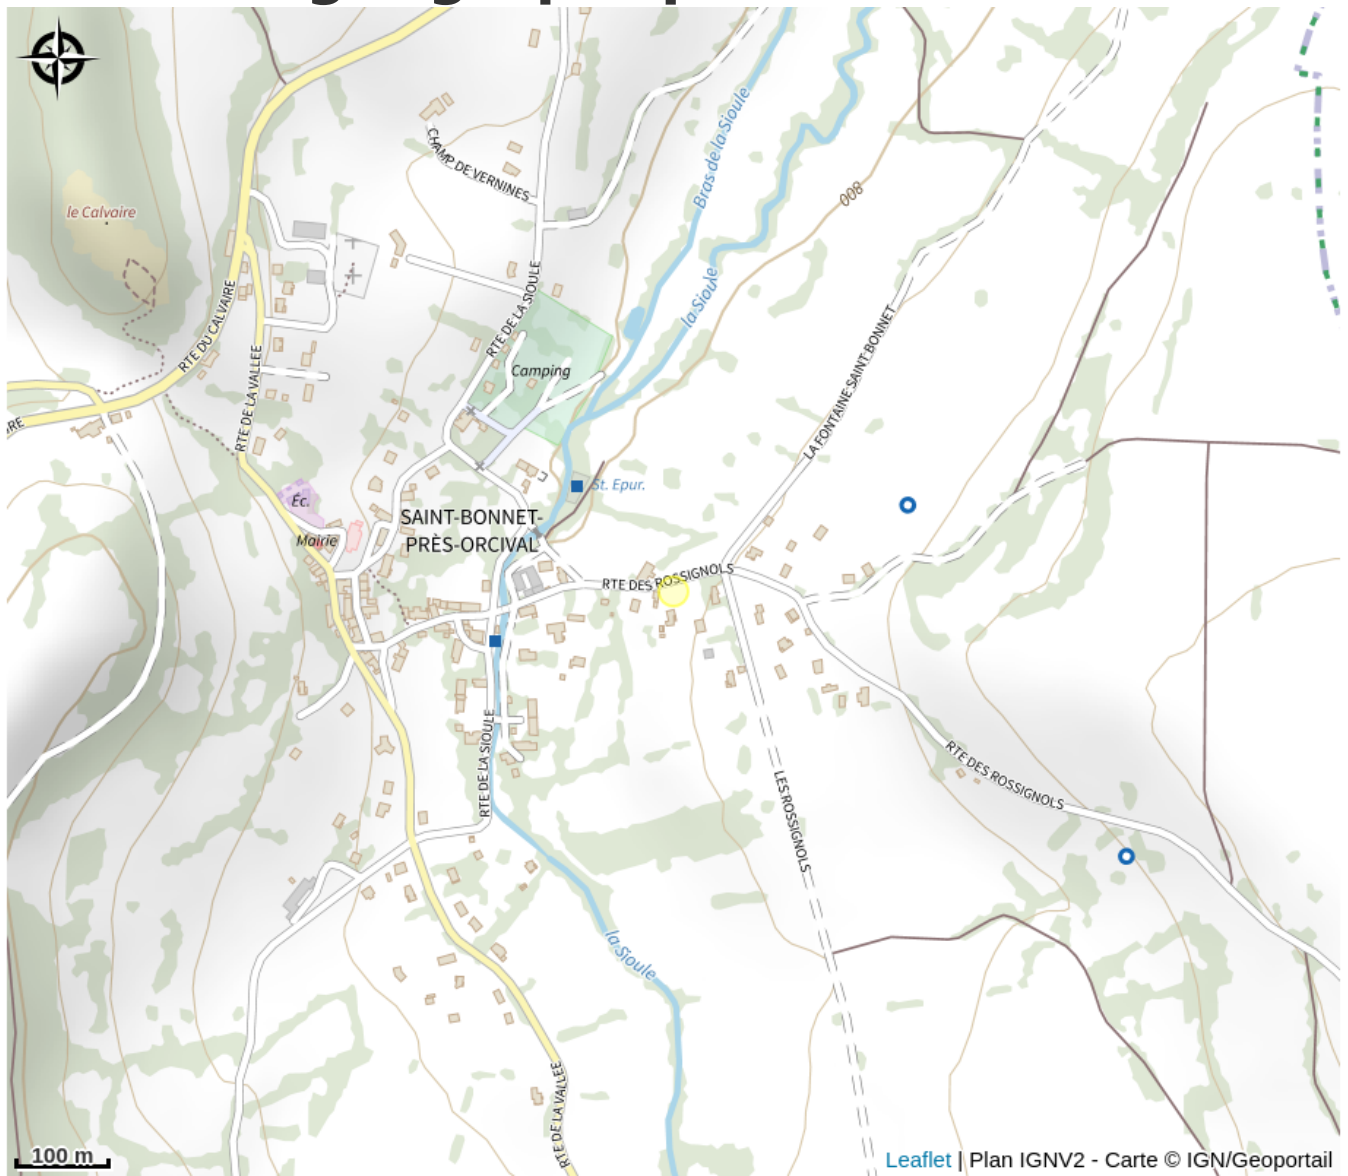 Bras de la Sioule
CHAMP DE VERNINES
800
le Calvaire
la Sioule
RTE DE LA SIOULE
RTE DU CALVAIRE
LA FONTAINE SAINT-BONNET
RTE DE LA VALLEE
Camping
RE
St. Epur.
Éc.
SAINT-BONNET-
PRÈS-ORCIVAL
Mairie
RTE DES ROSSIGNOLS
RTE DE LA SIOULE
RTE DES ROSSIGNOLS
LES ROSSIGNOLS
la Sioule
RTE DE LA VALLEE
100 m
Leaflet | Plan IGNV2 - Carte © IGN/Geoportail